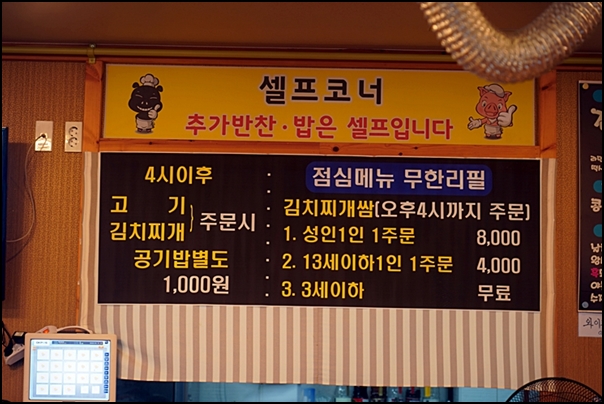 셀프코너
추가반찬·밥은 셀프입니다
4시이후
고 기
김치찌개 } 주문시
공기밥별도
1,000원
점심메뉴 무한리필
김치찌개쌈(오후4시까지 주문)
1. 성인1인 1주문 8,000
2. 13세이하1인 1주문 4,000
3. 3세이하 무료